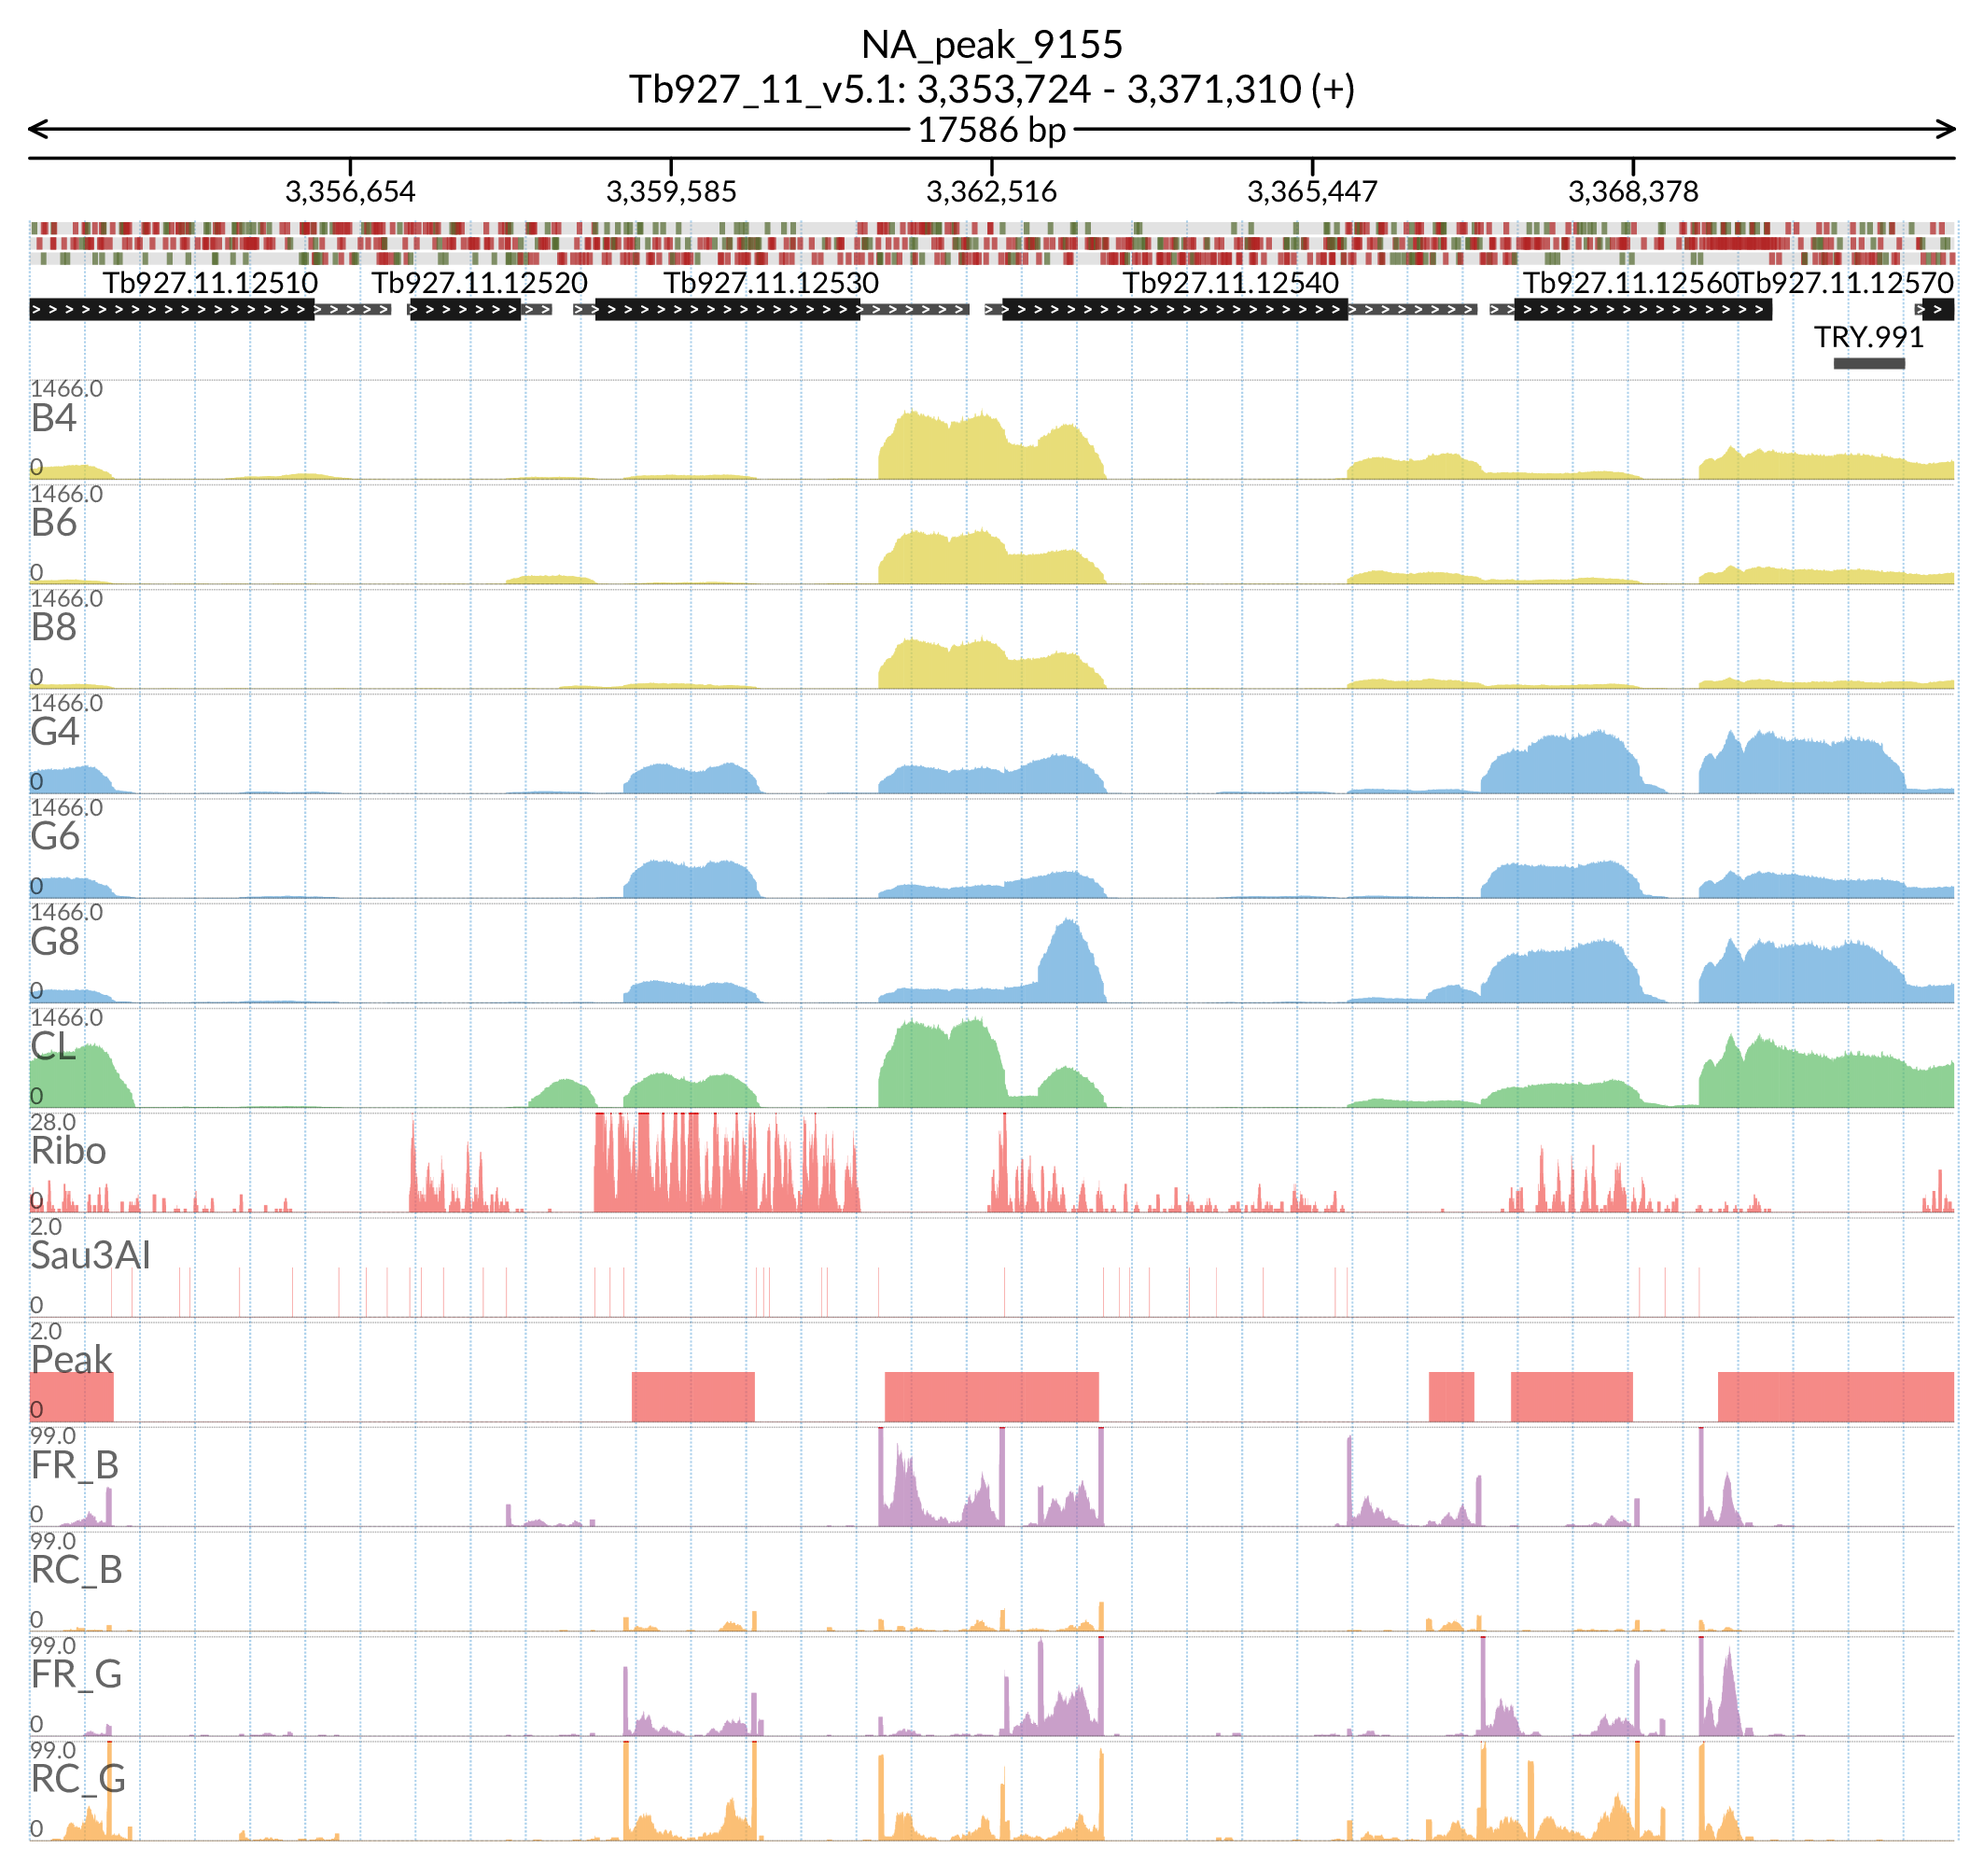 NA_peak_9155
Tb927_11_v5.1: 3,353,724 - 3,371,310 (+)
17586 bp
3,356,654 3,359,585 3,362,516 3,365,447 3,368,378
Tb927.11.12510 Tb927.11.12520 Tb927.11.12530 Tb927.11.12540 Tb927.11.12560 Tb927.11.12570
TRY.991
1466.0
B4
0
1466.0
B6
0
1466.0
B8
0
1466.0
G4
0
1466.0
G6
0
1466.0
G8
0
1466.0
CL
0
28.0
Ribo
0
2.0
Sau3AI
0
2.0
Peak
0
99.0
FR_B
0
99.0
RC_B
0
99.0
FR_G
0
99.0
RC_G
0